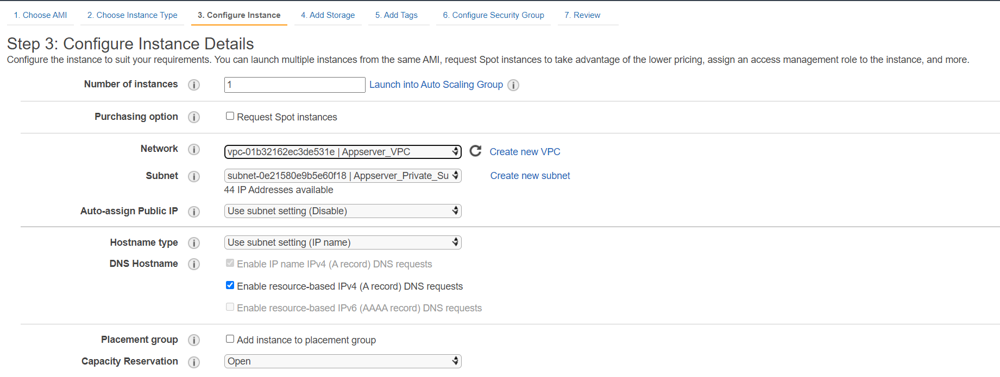 1. Choose AMI 2. Choose Instance Type 3. Configure Instance 4. Add Storage 5. Add Tags 6. Configure Security Group 7. Review
Step 3: Configure Instance Details
Configure the instance to suit your requirements. You can launch multiple instances from the same AMI, request Spot instances to take advantage of the lower pricing, assign an access management role to the instance, and more.
Number of instances i 1 Launch into Auto Scaling Group i
Purchasing option i Request Spot instances
Network i vpc-01b32162ec3de531e | Appserver_VPC Create new VPC
Subnet i subnet-0e21580e9b5e60f18 | Appserver_Private_Su Create new subnet
44 IP Addresses available
Auto-assign Public IP i Use subnet setting (Disable)
Hostname type i Use subnet setting (IP name)
DNS Hostname i Enable IP name IPv4 (A record) DNS requests
Enable resource-based IPv4 (A record) DNS requests
Enable resource-based IPv6 (AAAA record) DNS requests
Placement group i Add instance to placement group
Capacity Reservation i Open